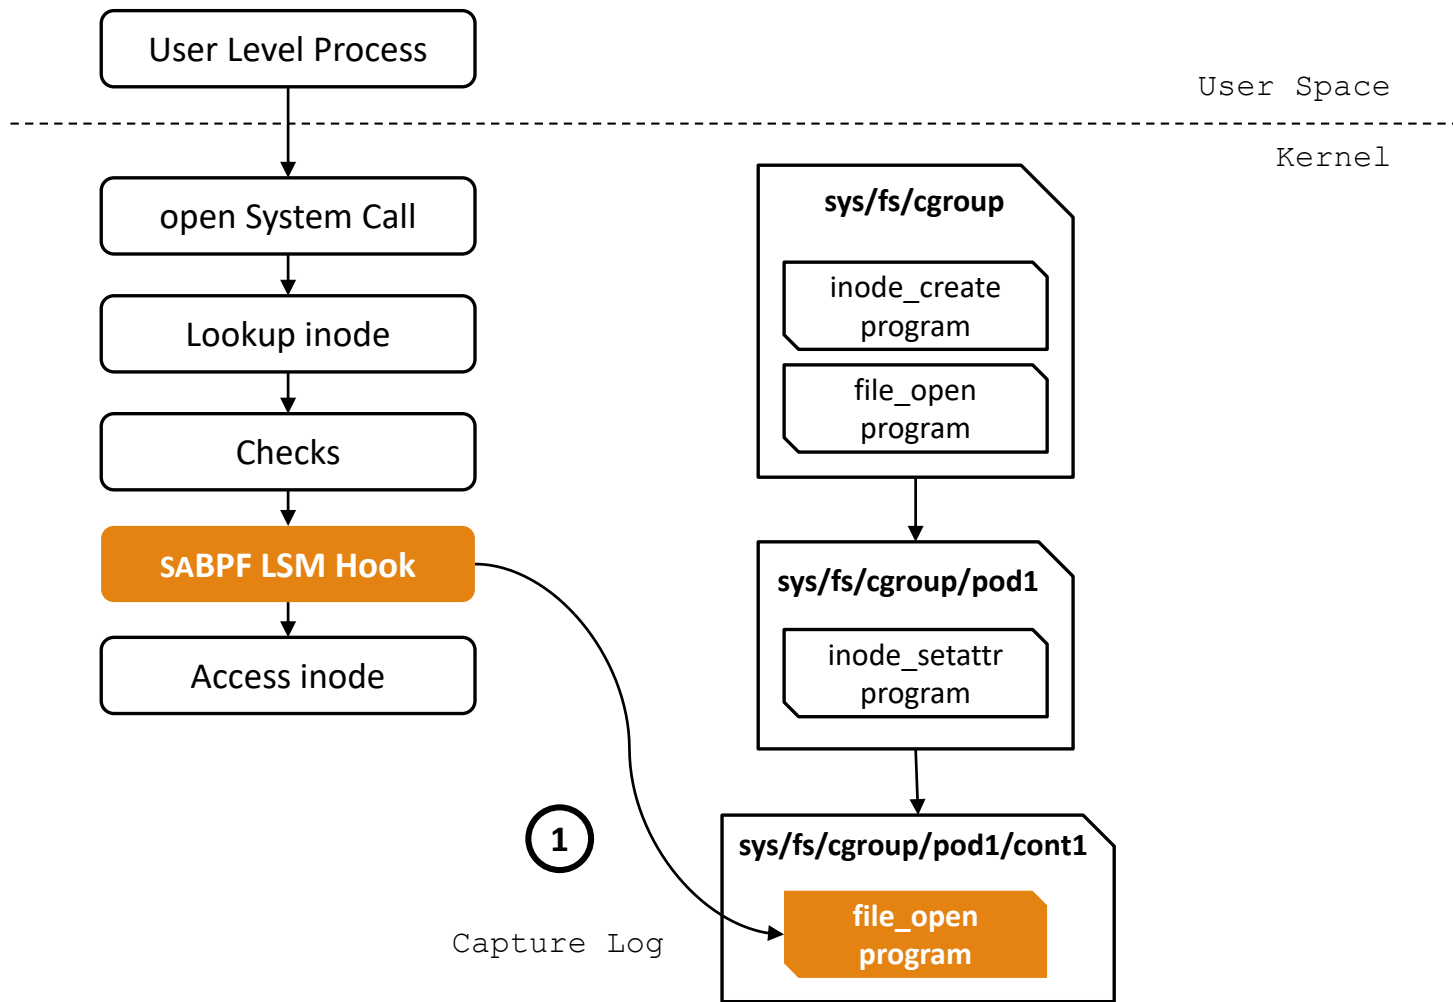 User Level Process
User Space
Kernel
open System Call
Lookup inode
Checks
SABPF LSM Hook
Access inode
sys/fs/cgroup
inode_create
program
file_open
program
sys/fs/cgroup/pod1
inode_setattr
program
1
Capture Log
sys/fs/cgroup/pod1/cont1
file_open
program